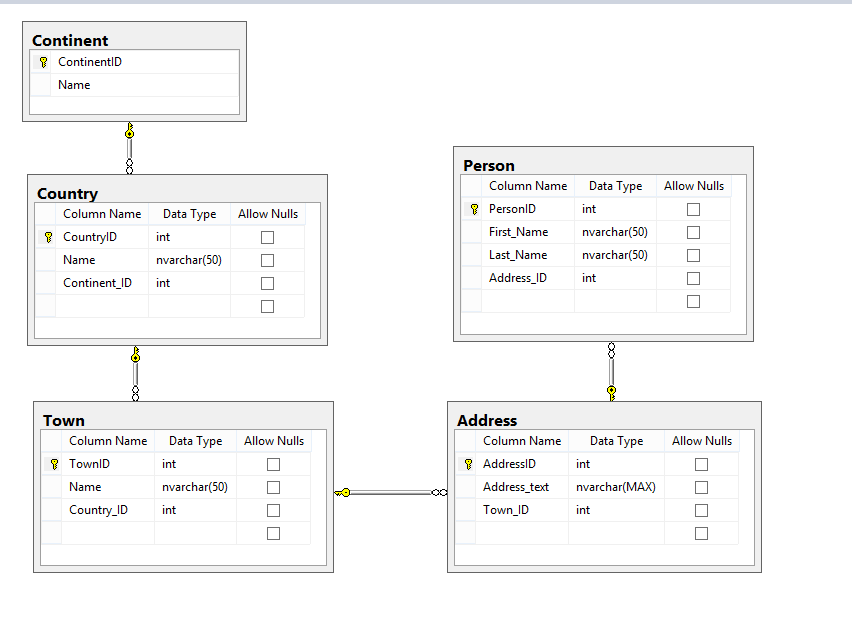 Continent
ContinentID
Name
Country
Column Name Data Type Allow Nulls
CountryID int
Name nvarchar(50)
Continent_ID int
Person
Column Name Data Type Allow Nulls
PersonID int
First_Name nvarchar(50)
Last_Name nvarchar(50)
Address_ID int
Town
Column Name Data Type Allow Nulls
TownID int
Name nvarchar(50)
Country_ID int
Address
Column Name Data Type Allow Nulls
AddressID int
Address_text nvarchar(MAX)
Town_ID int